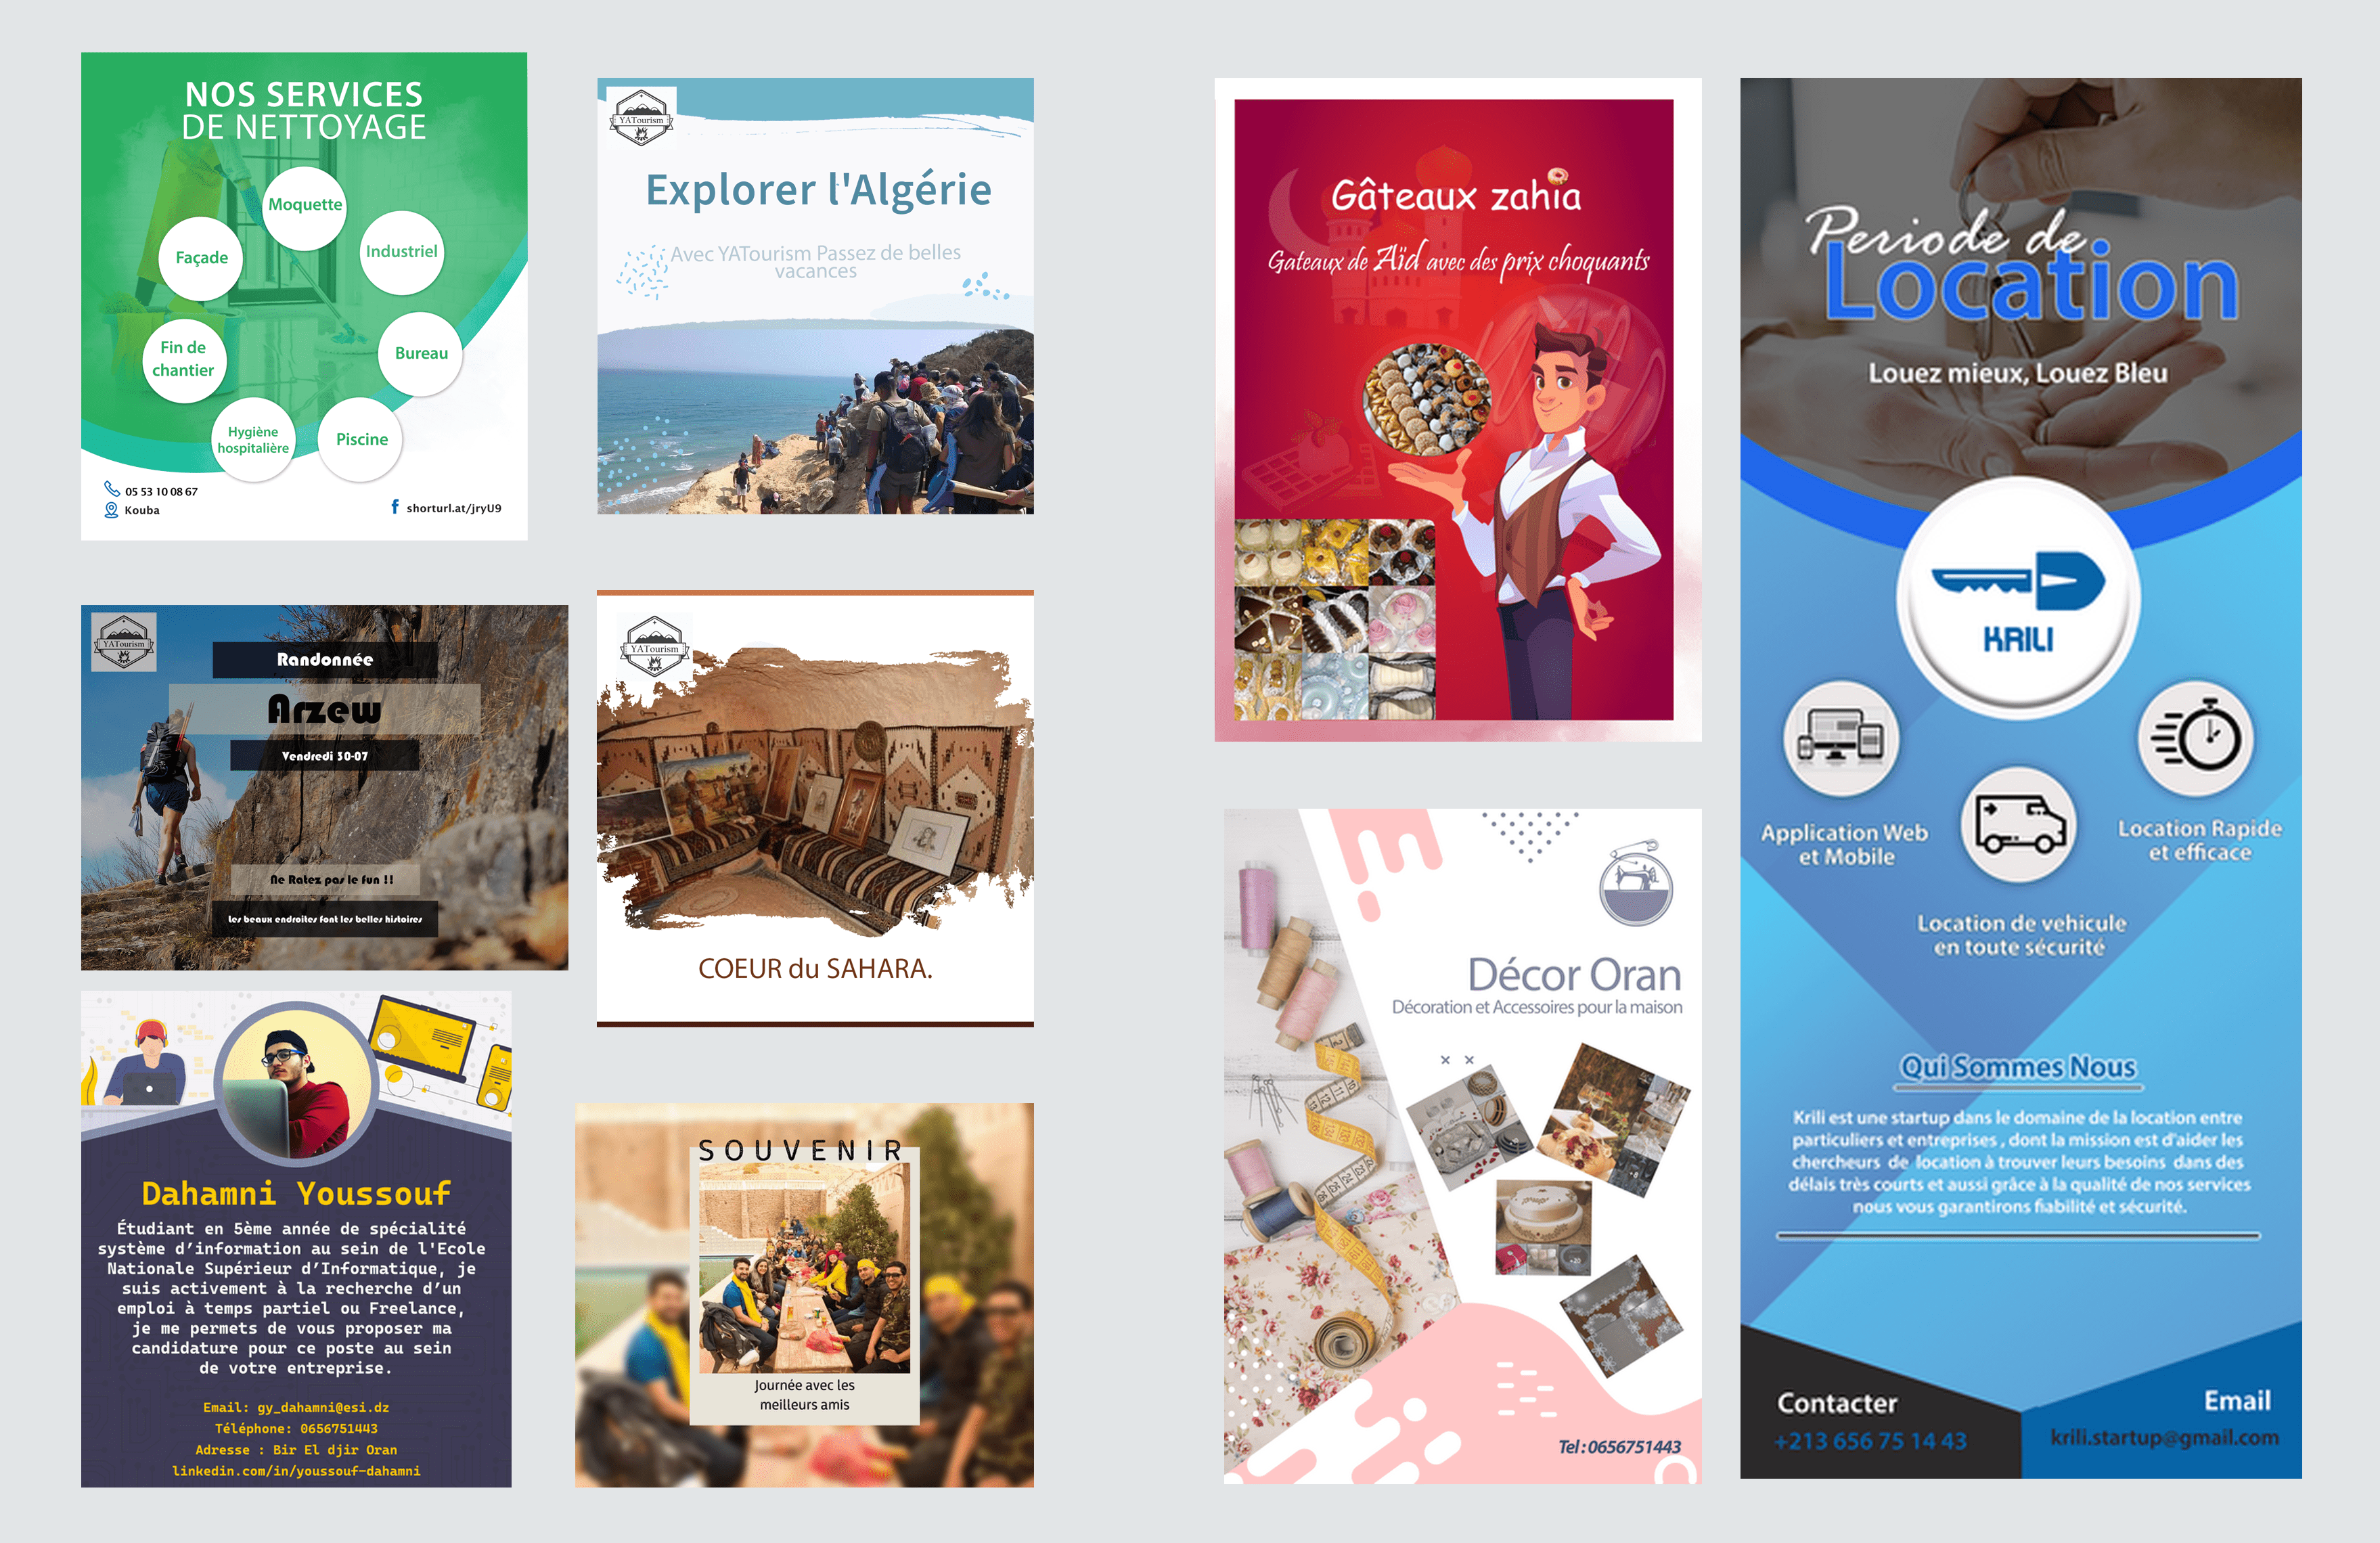 NOS SERVICES
DE NETTOYAGE
Moquette
Façade
Industriel
Fin de
chantier
Bureau
Hygiène
hospitalière
Piscine
05 53 10 08 67
Kouba
shorturl.at/jryU9
YATourism
Explorer l'Algérie
Avec YATourism Passez de belles
vacances
YATourism
Randonnée
Arzew
Vendredi 30-07
Ne Ratez pas le fun !!
Les beaux endroites font les belles histoires
YATourism
COEUR du SAHARA.
Dahamni Youssouf
Étudiant en 5ème année de spécialité
système d’information au sein de l'Ecole
Nationale Supérieur d’Informatique, je
suis activement à la recherche d’un
emploi à temps partiel ou Freelance,
je me permets de vous proposer ma
candidature pour ce poste au sein
de votre entreprise.
Email: gy_dahamni@esi.dz
Téléphone: 0656751443
Adresse : Bir El djir Oran
linkedin.com/in/youssouf-dahamni
SOUVENIR
Journée avec les
meilleurs amis
Gâteaux zahia
Gateaux de Aïd avec des prix choquants
Décor Oran
Décoration et Accessoires pour la maison
+20
Tel : 0656751443
Periode de
Location
Louez mieux, Louez Bleu
KRILI
Application Web
et Mobile
Location Rapide
et efficace
Location de vehicule
en toute sécurité
Qui Sommes Nous
Krili est une startup dans le domaine de la location entre
particuliers et entreprises , dont la mission est d'aider les
chercheurs de location à trouver leurs besoins dans des
délais très courts et aussi grâce à la qualité de nos services
nous vous garantirons fiabilité et sécurité.
Contacter
+213 656 75 14 43
Email
krili.startup@gmail.com